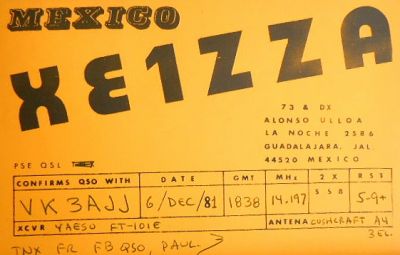 MEXICO
XE1ZZA
73 & DX
ALONSO ULLOA
LA NOCHE 2586
GUADALAJARA, JAL
44520 MEXICO
PSE QSL
CONFIRMS QSO WITH DATE GMT MHz 2 X RST
VK3AJJ 6/DEC/81 1838 14.197 SSB 5-9+
XCVR YAESU FT-101E ANTENA CUSHCRAFT A4
3EL.
TNX FR FB QSO, PAUL.